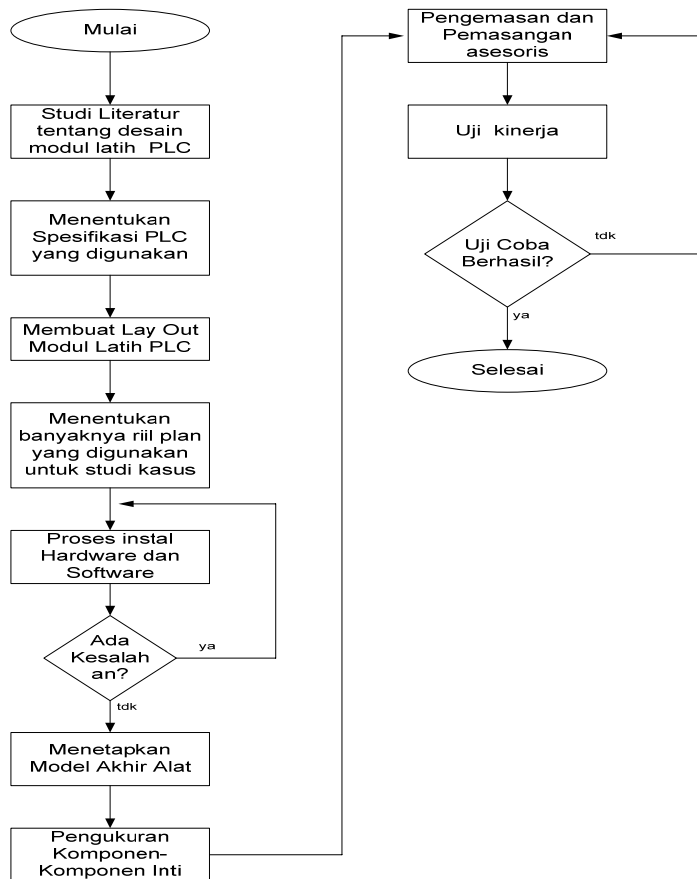 Mulai
Studi Literatur
tentang desain
modul latih PLC
Menentukan
Spesifikasi PLC
yang digunakan
Membuat Lay Out
Modul Latih PLC
Menentukan
banyaknya riil plan
yang digunakan
untuk studi kasus
Proses instal
Hardware dan
Software
Ada
Kesalah
an?
ya
tdk
Menetapkan
Model Akhir Alat
Pengukuran
Komponen-
Komponen Inti
Pengemasan dan
Pemasangan
asesoris
Uji kinerja
Uji Coba
Berhasil?
tdk
ya
Selesai